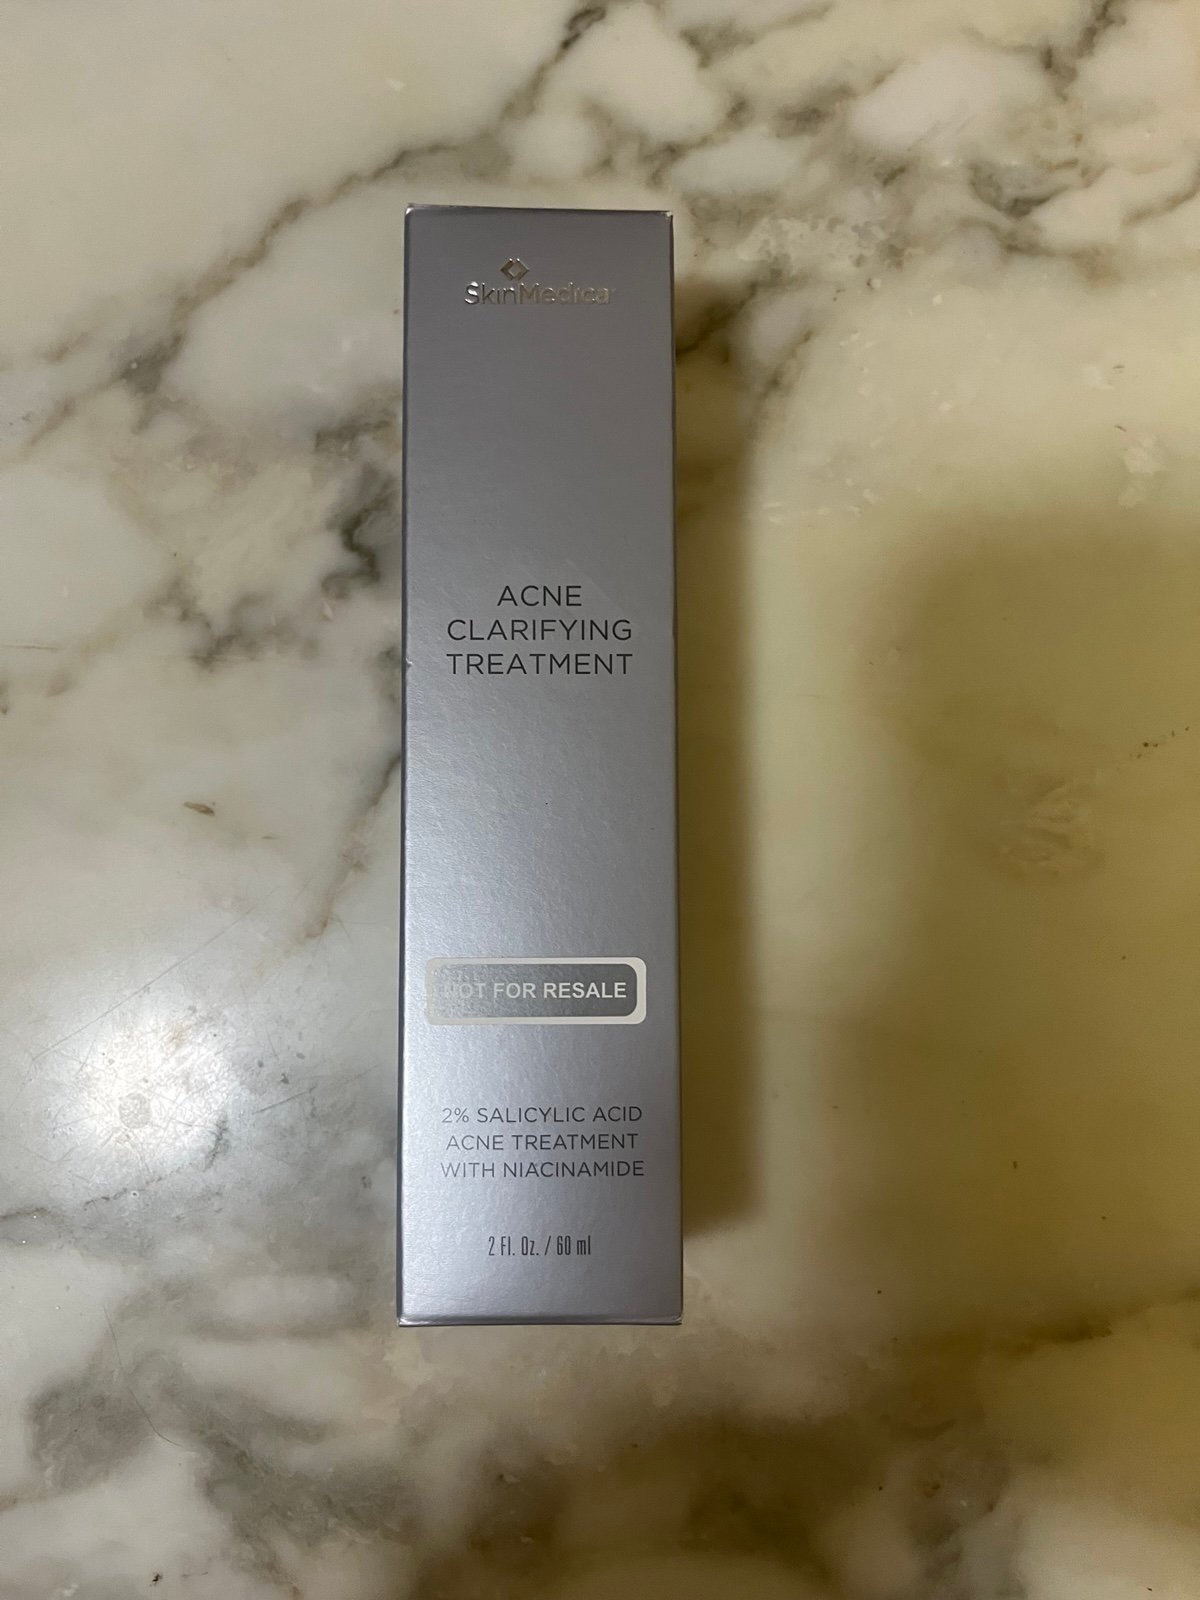 SkinMedica
ACNE
CLARIFYING
TREATMENT
NOT FOR RESALE
2% SALICYLIC ACID
ACNE TREATMENT
WITH NIACINAMIDE
2 Fl. Oz. / 60 ml